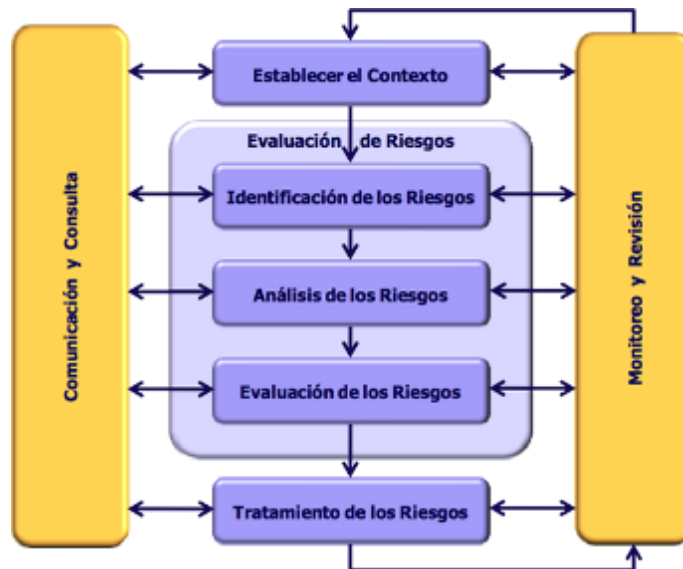 Establecer el Contexto
Evaluación de Riesgos
Identificación de los Riesgos
Análisis de los Riesgos
Evaluación de los Riesgos
Tratamiento de los Riesgos
Comunicación y Consulta
Monitoreo y Revisión